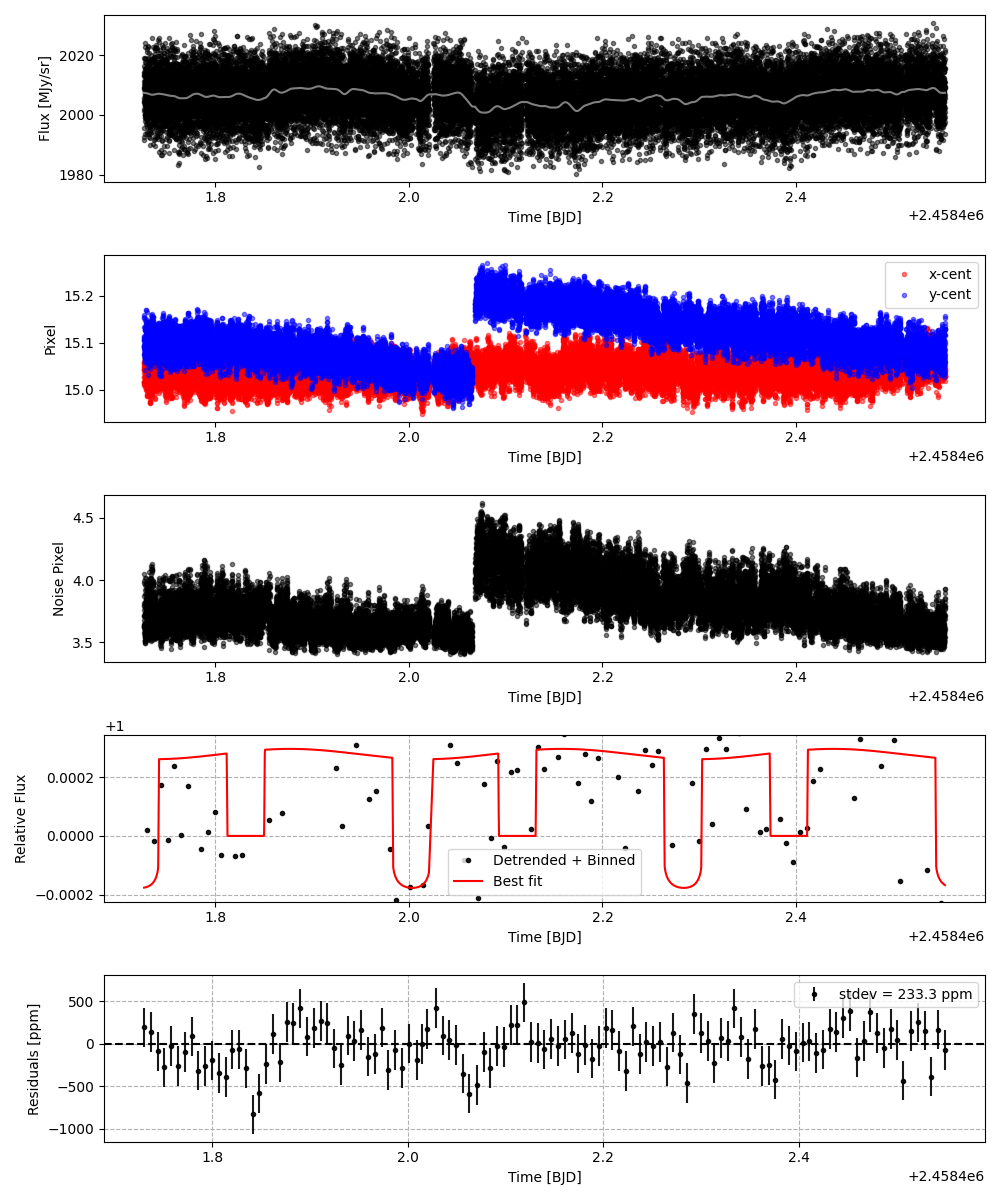 2020
2000
1980
Flux [MJy/sr]
1.8 2.0 2.2 2.4
Time [BJD]
+2.4584e6
15.2
15.1
15.0
Pixel
x-cent
y-cent
1.8 2.0 2.2 2.4
Time [BJD]
+2.4584e6
4.5
4.0
3.5
Noise Pixel
1.8 2.0 2.2 2.4
Time [BJD]
+2.4584e6
+1
0.0002
0.0000
−0.0002
Relative Flux
Detrended + Binned
Best fit
1.8 2.0 2.2 2.4
Time [BJD]
+2.4584e6
500
0
−500
−1000
Residuals [ppm]
stdev = 233.3 ppm
1.8 2.0 2.2 2.4
Time [BJD]
+2.4584e6